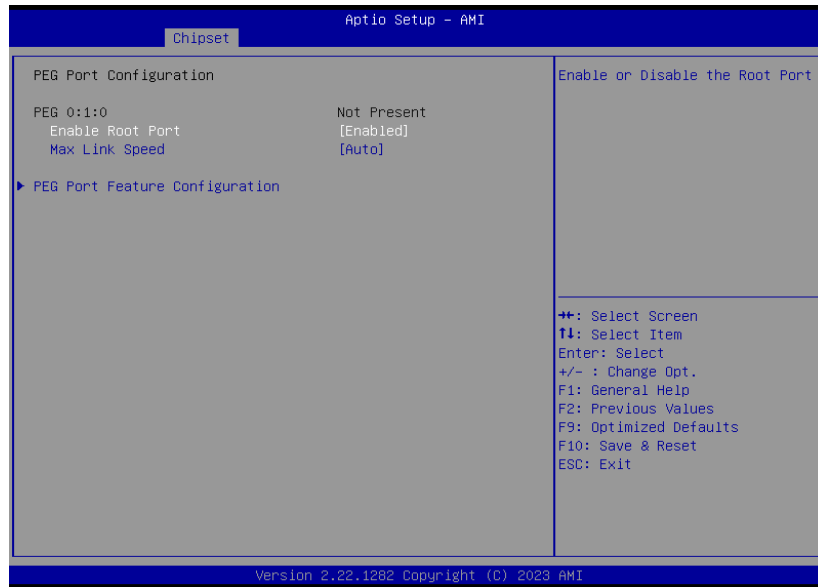 Aptio Setup – AMI
Chipset
PEG Port Configuration
PEG 0:1:0 Not Present
Enable Root Port [Enabled]
Max Link Speed [Auto]
PEG Port Feature Configuration
Enable or Disable the Root Port
→←: Select Screen
↑↓: Select Item
Enter: Select
+/- : Change Opt.
F1: General Help
F2: Previous Values
F9: Optimized Defaults
F10: Save & Reset
ESC: Exit
Version 2.22.1282 Copyright (C) 2023 AMI